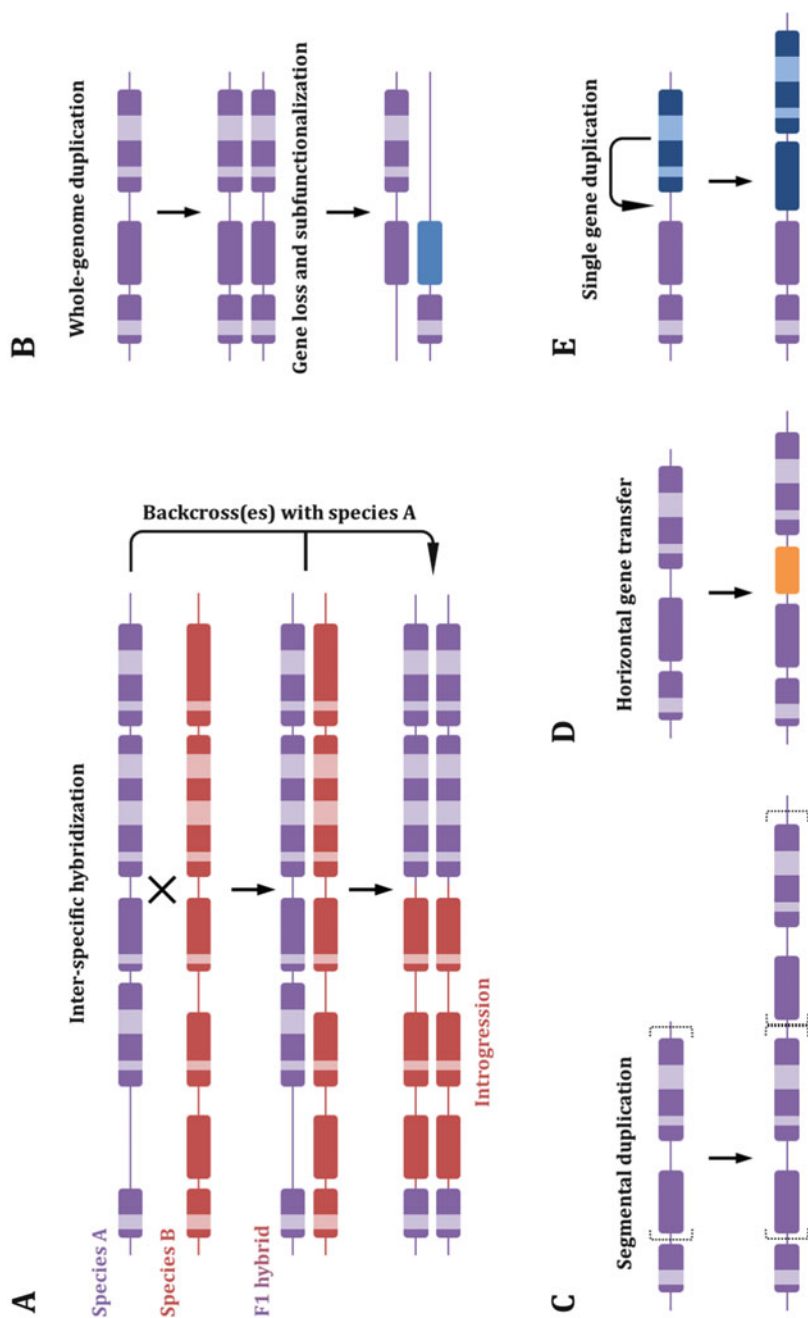 A
Inter-specific hybridization
Species A
Species B
F1 hybrid
Backcross(es) with species A
Introgression
B
Whole-genome duplication
Gene loss and subfunctionalization
C
Segmental duplication
D
Horizontal gene transfer
E
Single gene duplication